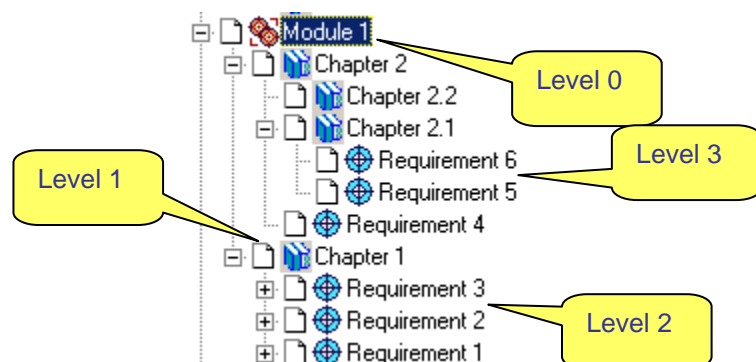 Module 1
Level 0
Chapter 2
Chapter 2.2
Chapter 2.1
Level 3
Requirement 6
Level 1
Requirement 5
Requirement 4
Chapter 1
Requirement 3
Requirement 2
Level 2
Requirement 1